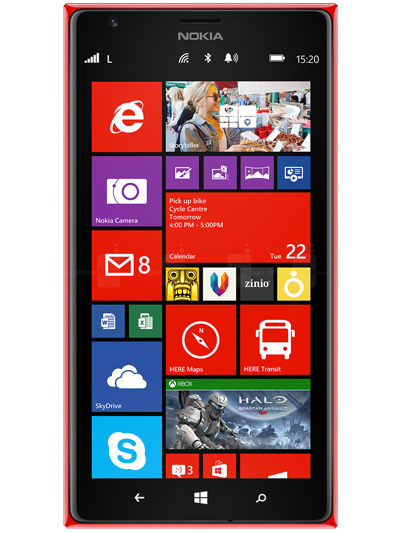 NOKIA
L 15:20
Storyteller
Nokia Camera
Pick up bike
Cycle Centre
Tomorrow
4:00 PM - 5:00PM
Calendar Tue 22
8
zinio
HERE Maps
N
HERE Transit
SkyDrive
XBOX
HALO
SPARTAN ASSAULT
3